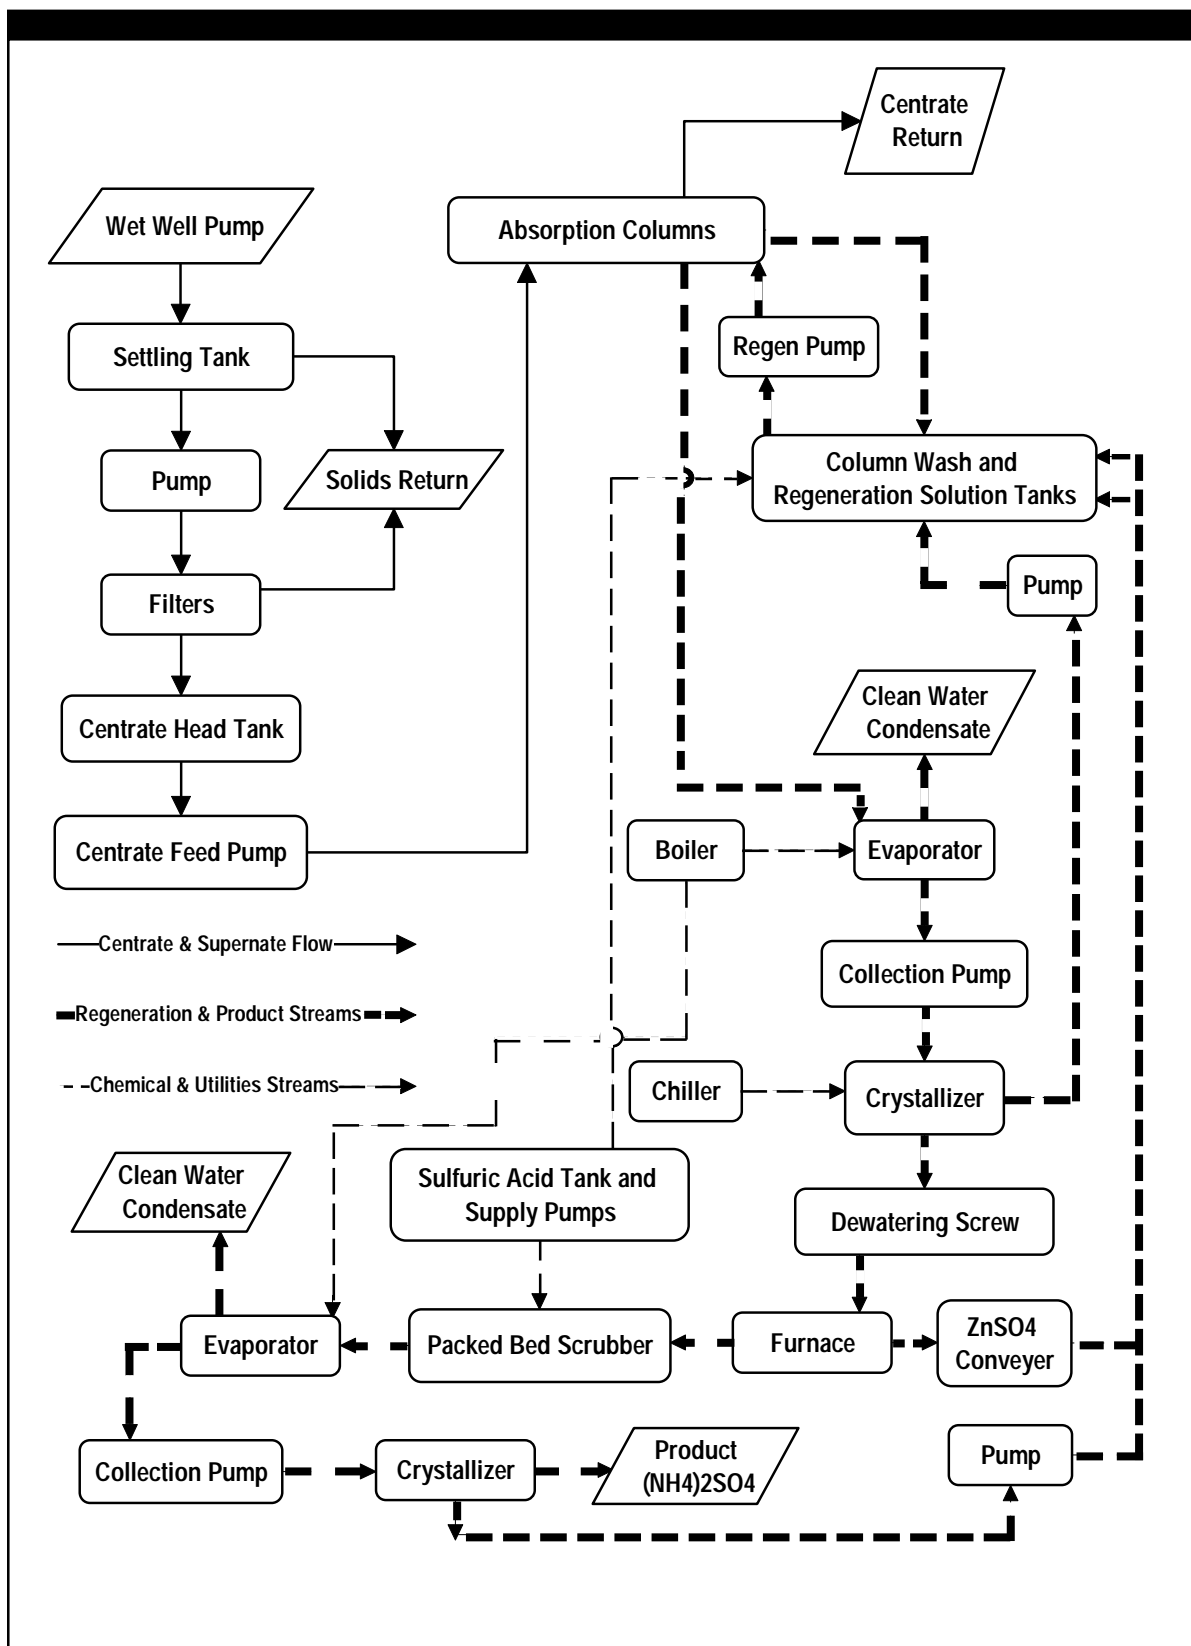 Centrate
Return
Wet Well Pump
Absorption Columns
Settling Tank
Regen Pump
Pump
Solids Return
Column Wash and
Regeneration Solution Tanks
Filters
Pump
Centrate Head Tank
Clean Water
Condensate
Centrate Feed Pump
Boiler
Evaporator
Centrate & Supernate Flow
Collection Pump
Regeneration & Product Streams
Chemical & Utilities Streams
Chiller
Crystallizer
Clean Water
Condensate
Sulfuric Acid Tank and
Supply Pumps
Dewatering Screw
Evaporator
Packed Bed Scrubber
Furnace
ZnSO4
Conveyer
Collection Pump
Crystallizer
Product
(NH4)2SO4
Pump